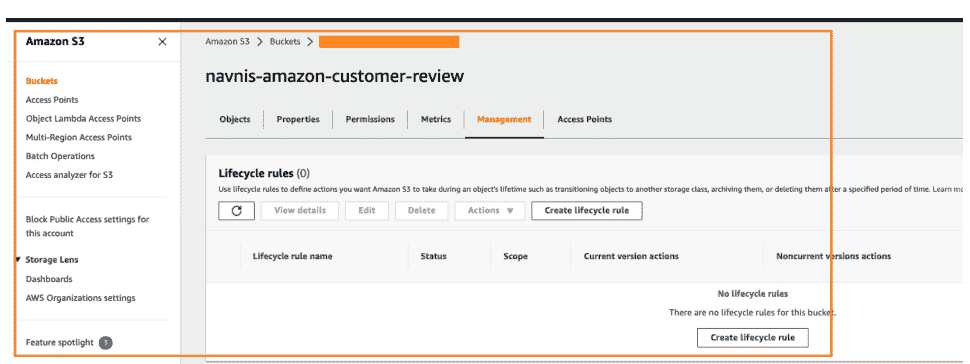 Amazon S3
Buckets
Access Points
Object Lambda Access Points
Multi-Region Access Points
Batch Operations
Access analyzer for S3
Block Public Access settings for
this account
Storage Lens
Dashboards
AWS Organizations settings
Feature spotlight 3
Amazon S3 > Buckets >
navnis-amazon-customer-review
Objects Properties Permissions Metrics Management Access Points
Lifecycle rules (0)
Use lifecycle rules to define actions you want Amazon S3 to take during an object's lifetime such as transitioning objects to another storage class, archiving them, or deleting them after a specified period of time. Learn
View details Edit Delete Actions Create lifecycle rule
Lifecycle rule name Status Scope Current version actions Noncurrent versions actions
No lifecycle rules
There are no lifecycle rules for this bucket.
Create lifecycle rule